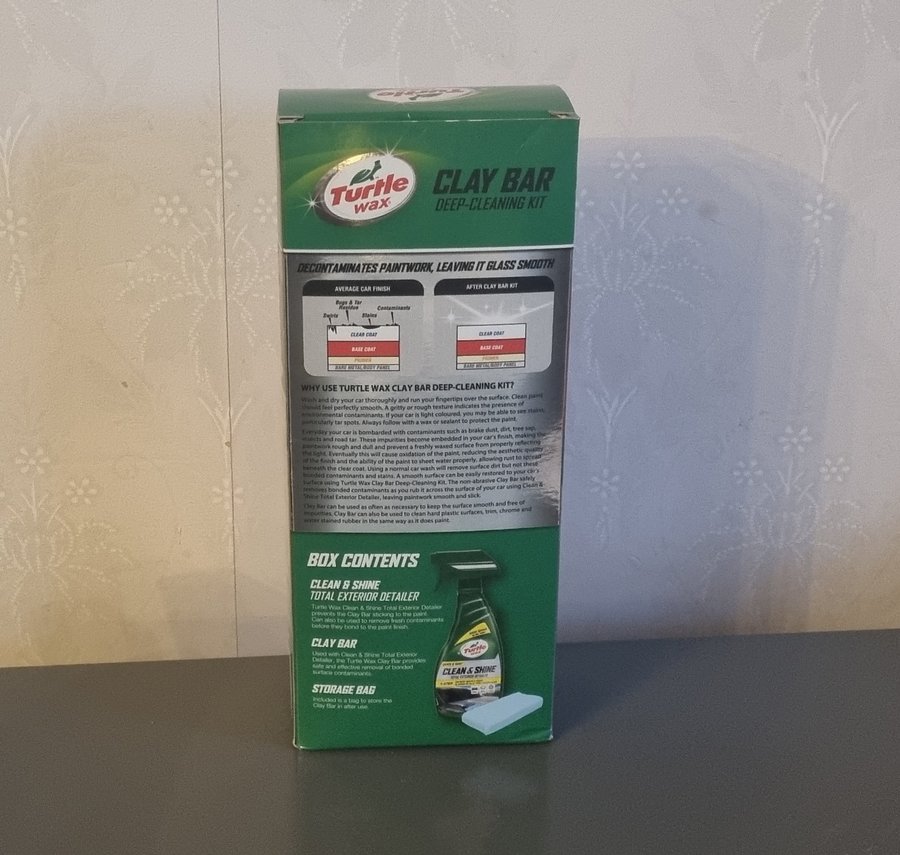 Turtle
wax
Turtle
wax
CLAY BAR
DEEP-CLEANING KIT
DECONTAMINATES PAINTWORK, LEAVING IT GLASS SMOOTH
AVERAGE CAR FINISH
AFTER CLAY BAR KIT
Bugs & Tar
Residue
Contaminants
Swirls
Stains
CLEAR COAT
BASE COAT
PRIMER
BARE METAL/BODY PANEL
CLEAR COAT
BASE COAT
PRIMER
BARE METAL/BODY PANEL
WHY USE TURTLE WAX CLAY BAR DEEP-CLEANING KIT?
Wash and dry your car thoroughly and run your fingertips over the surface. Clean paint
should feel perfectly smooth. A gritty or rough texture indicates the presence of
environmental contaminants. If your car is light coloured, you may be able to see stains,
particularly tar spots. Always follow with a wax or sealant to protect the paint.
Everyday your car is bombarded with contaminants such as brake dust, dirt, tree sap,
insects and road tar. These impurities become embedded in your car's finish, making the
paintwork rough and dull and prevent a freshly waxed surface from properly reflecting
the light. Eventually this will cause oxidation of the paint, reducing the aesthetic quality
of the finish and the ability of the paint to sheet water properly, allowing rust to spread
beneath the clear coat. Using a normal car wash will remove surface dirt but not these
bonded contaminants and stains. A smooth surface can be easily restored to your car's
surface using Turtle Wax Clay Bar Deep-Cleaning Kit. The non-abrasive Clay Bar safely
removes bonded contaminants as you rub it across the surface of your car using Clean &
Shine Total Exterior Detailer, leaving paintwork smooth and slick.
Clay Bar can be used as often as necessary to keep the surface smooth and free of
impurities. Clay Bar can also be used to clean hard plastic surfaces, trim, chrome and
water stained rubber in the same way as it does paint.
BOX CONTENTS
CLEAN & SHINE
TOTAL EXTERIOR DETAILER
Turtle Wax Clean & Shine Total Exterior Detailer
prevents the Clay Bar sticking to the paint.
Can also be used to remove fresh contaminants
before they bond to the paint finish.
CLAY BAR
Used with Clean & Shine Total Exterior
Detailer, the Turtle Wax Clay Bar provides
safe and effective removal of bonded
surface contaminants.
STORAGE BAG
Included is a bag to store the
Clay Bar in after use.
Turtle
CLEAN & SHINE
TOTAL EXTERIOR DETAILER